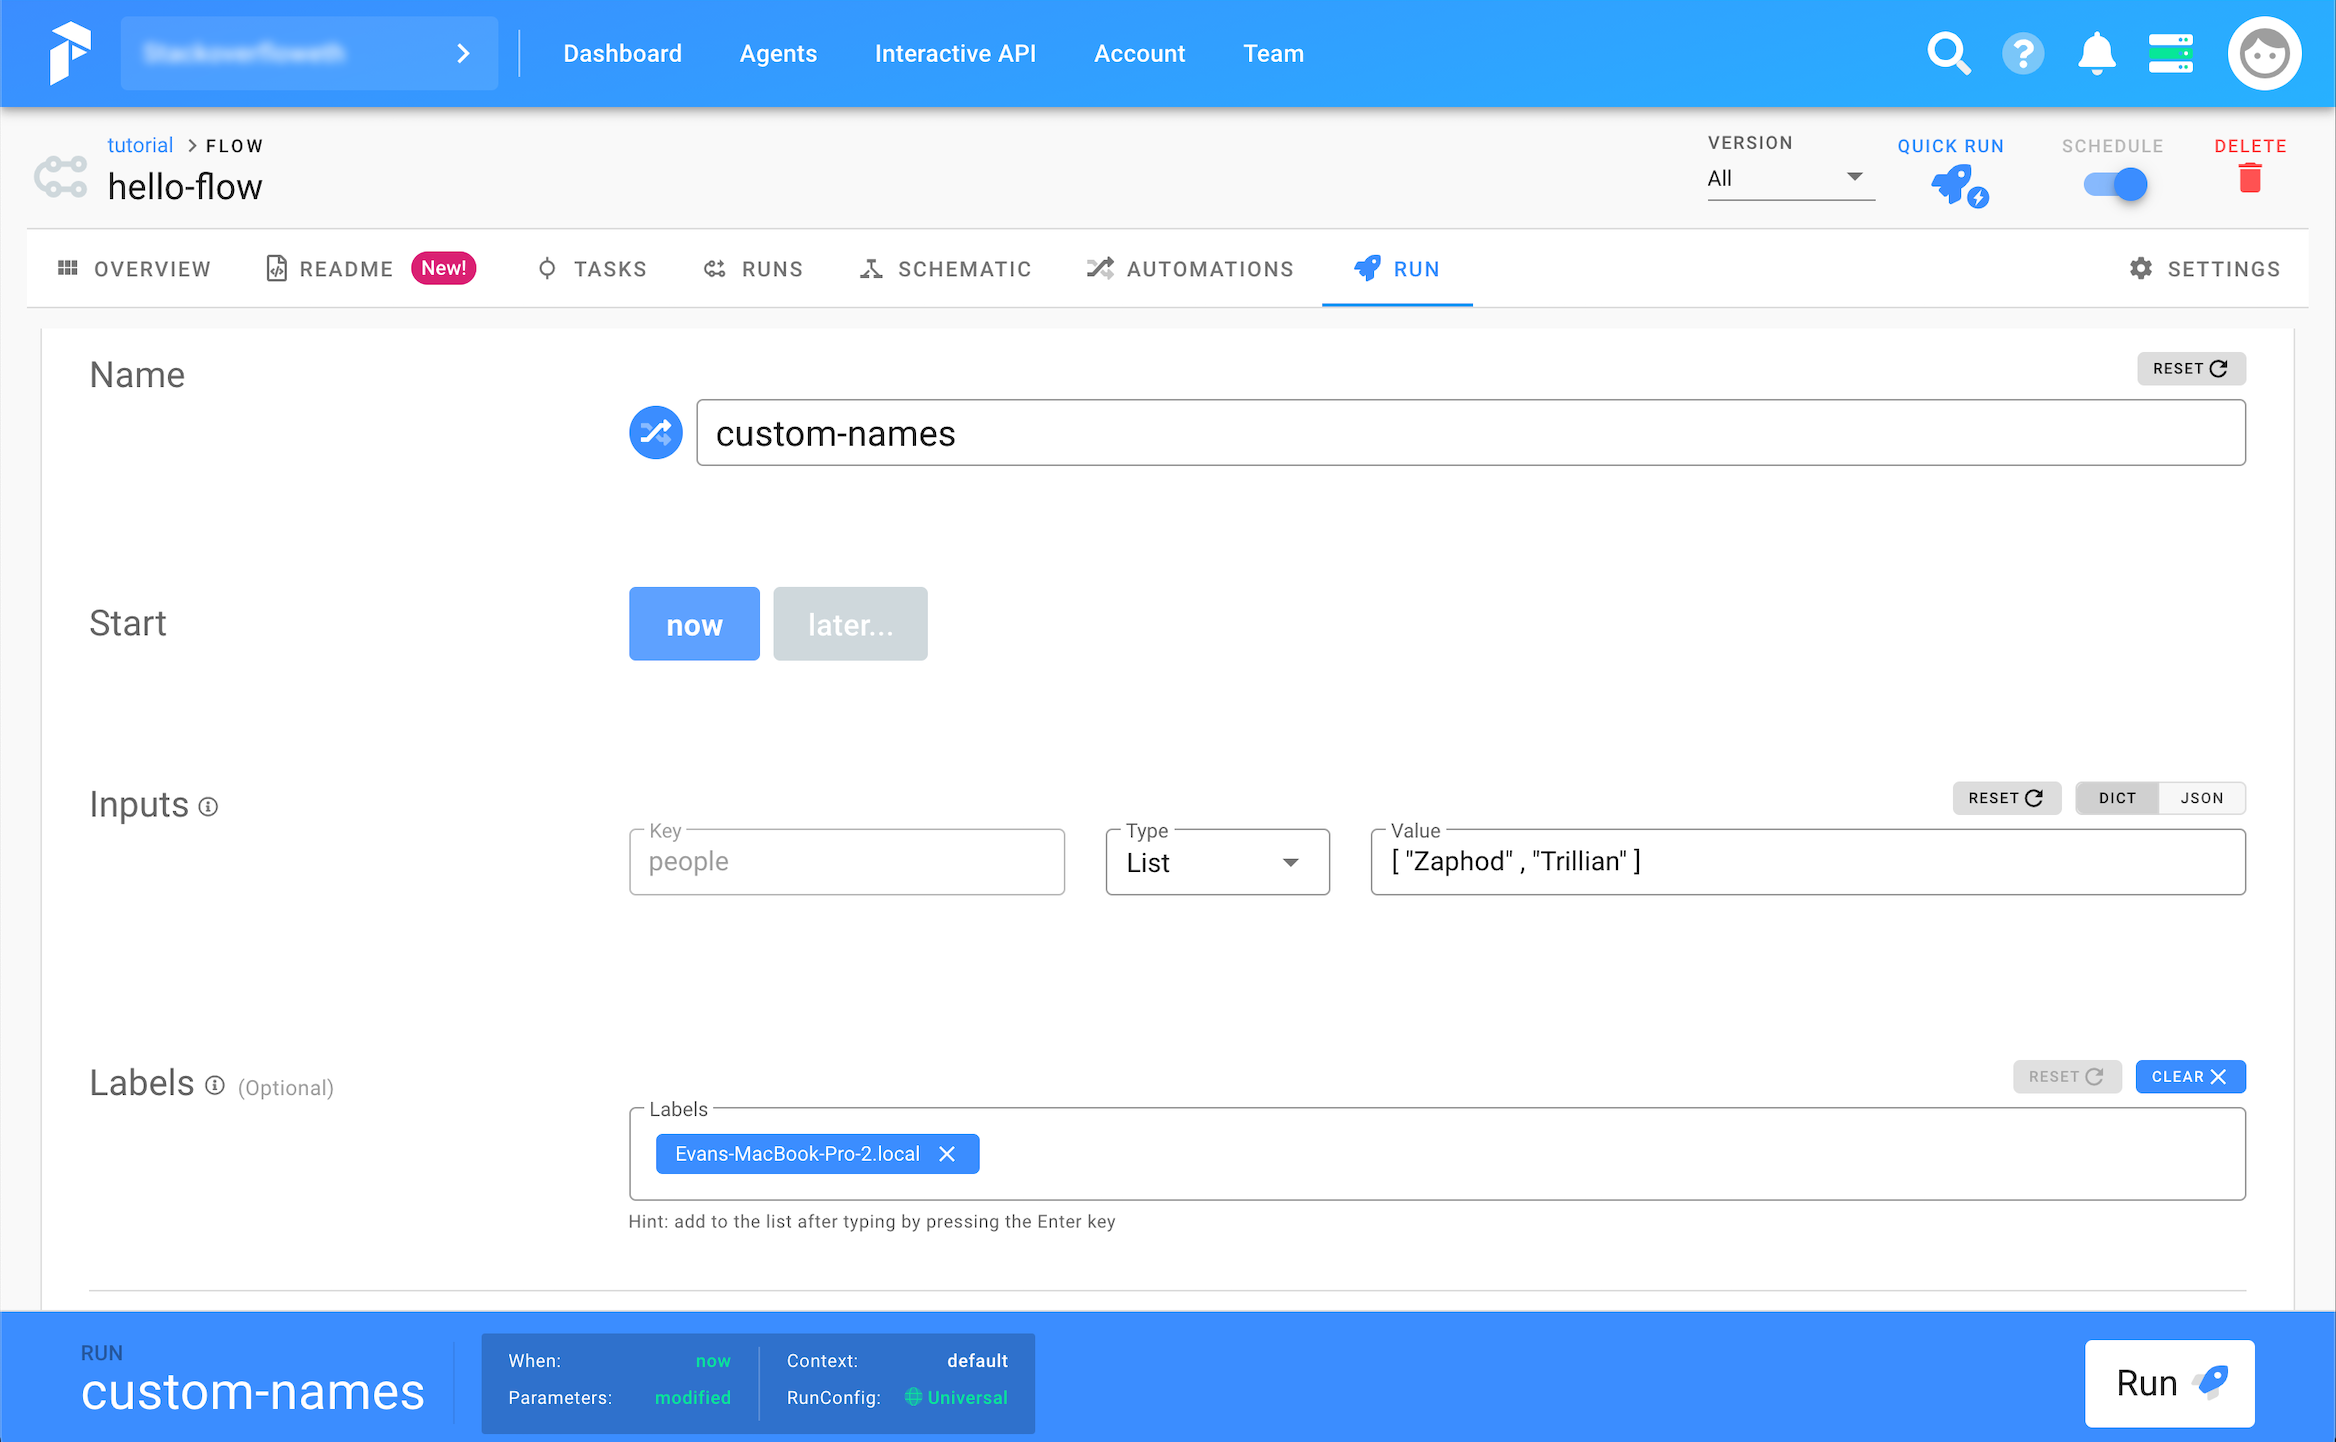 Dashboard Agents Interactive API Account Team
tutorial > FLOW
hello-flow
VERSION
All
QUICK RUN
SCHEDULE
DELETE
OVERVIEW README New! TASKS RUNS SCHEMATIC AUTOMATIONS RUN SETTINGS
Name
RESET
custom-names
Start
now later...
Inputs
RESET DICT JSON
Key
people
Type
List
Value
[ "Zaphod" , "Trillian" ]
Labels (Optional)
RESET CLEAR
Labels
Evans-MacBook-Pro-2.local
Hint: add to the list after typing by pressing the Enter key
RUN
custom-names
When: now
Parameters: modified
Context: default
RunConfig: Universal
Run